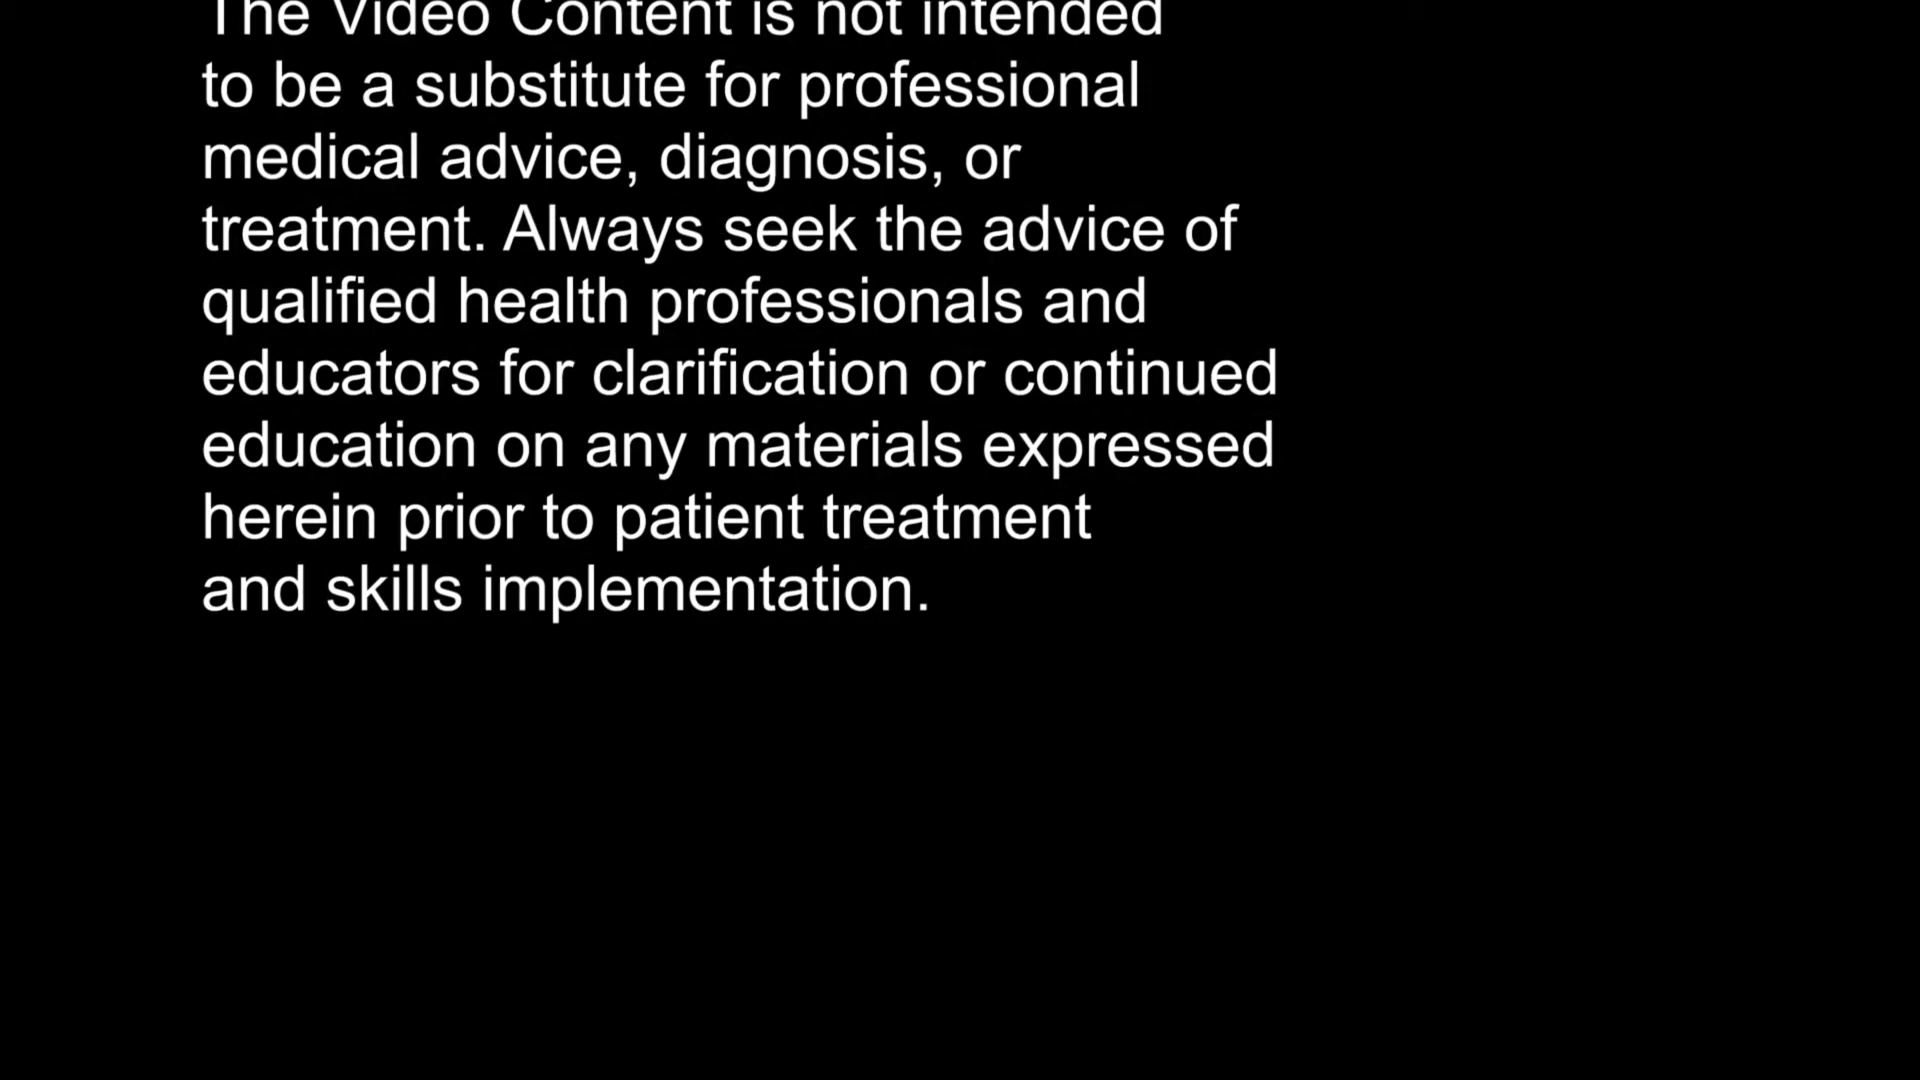 The Video Content is not intended
to be a substitute for professional
medical advice, diagnosis, or
treatment. Always seek the advice of
qualified health professionals and
educators for clarification or continued
education on any materials expressed
herein prior to patient treatment
and skills implementation.